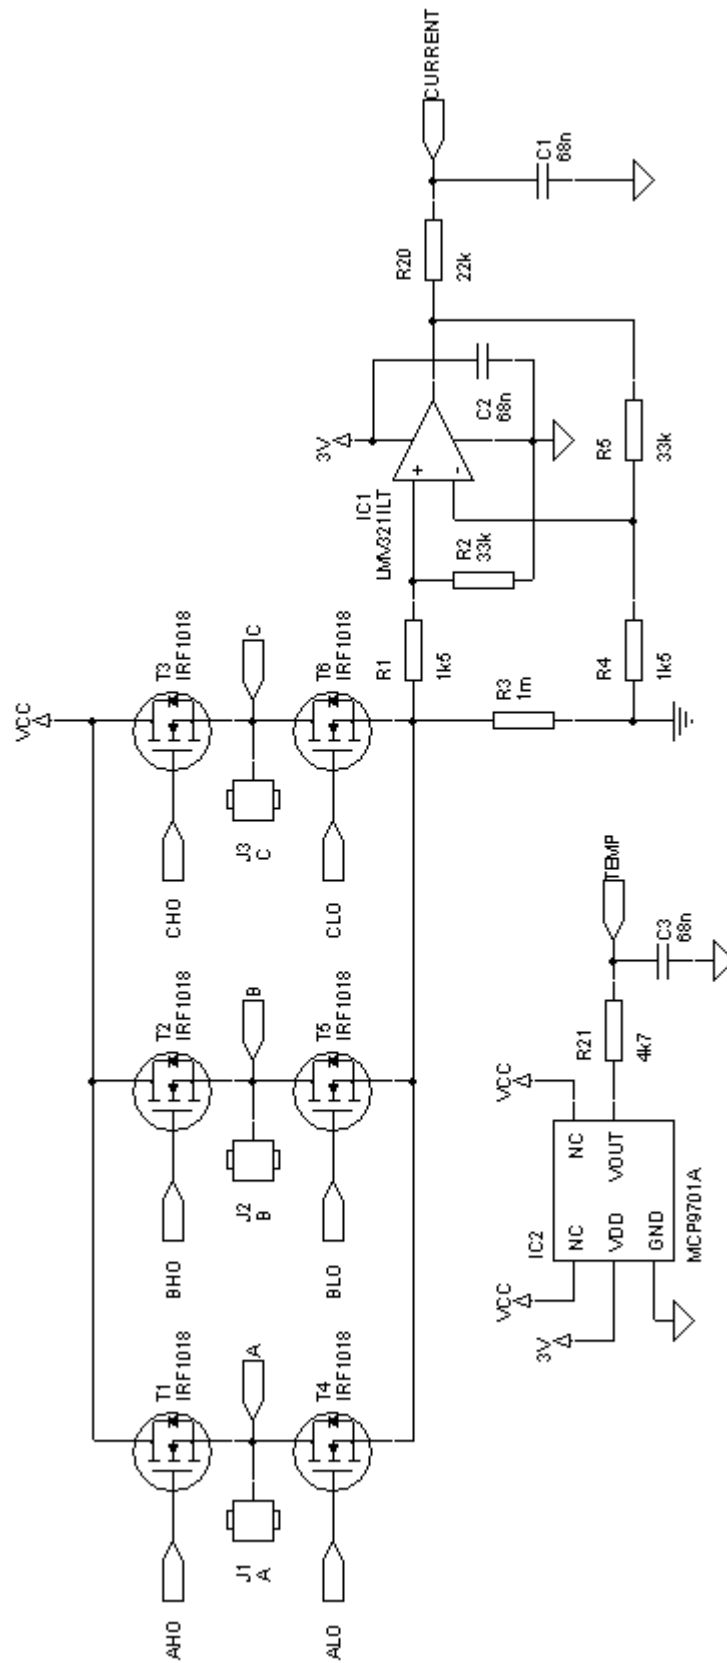 VCC
T1
IRF1018
T2
IRF1018
T3
IRF1018
AHO
BHO
CHO
J1
A
A
J2
B
B
J3
C
C
T4
IRF1018
T5
IRF1018
T6
IRF1018
ALO
BLO
CLO
3V
IC1
LMV321ILT
+
-
C2
68n
R20
22k
CURRENT
C1
68n
R1
1k5
R2
33k
R3
1m
R4
1k5
R5
33k
VCC
3V
VCC
IC2
NC
NC
VDD
VOUT
GND
MCP9701A
R21
4k7
TEMP
C3
68n